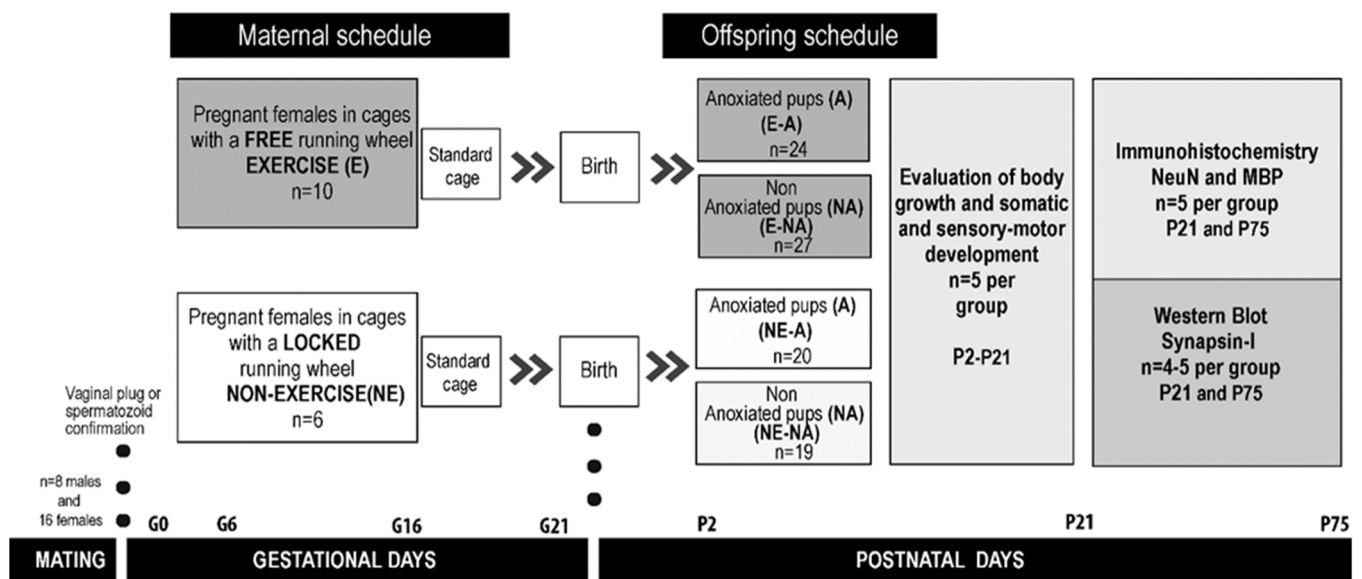 Maternal schedule
Offspring schedule
Pregnant females in cages
with a FREE running wheel
EXERCISE (E)
n=10
Standard
cage
Birth
Anoxiated pups (A)
(E-A)
n=24
Non
Anoxiated pups (NA)
(E-NA)
n=27
Pregnant females in cages
with a LOCKED
running wheel
NON-EXERCISE(NE)
n=6
Standard
cage
Birth
Anoxiated pups (A)
(NE-A)
n=20
Non
Anoxiated pups (NA)
(NE-NA)
n=19
Evaluation of body
growth and somatic
and sensory-motor
development
n=5 per
group
P2-P21
Immunohistochemistry
NeuN and MBP
n=5 per group
P21 and P75
Western Blot
Synapsin-I
n=4-5 per group
P21 and P75
Vaginal plug or
spermatozoid
confirmation
n=8 males
and
16 females
G0 G6 G16 G21 P2 P21 P75
MATING GESTATIONAL DAYS POSTNATAL DAYS